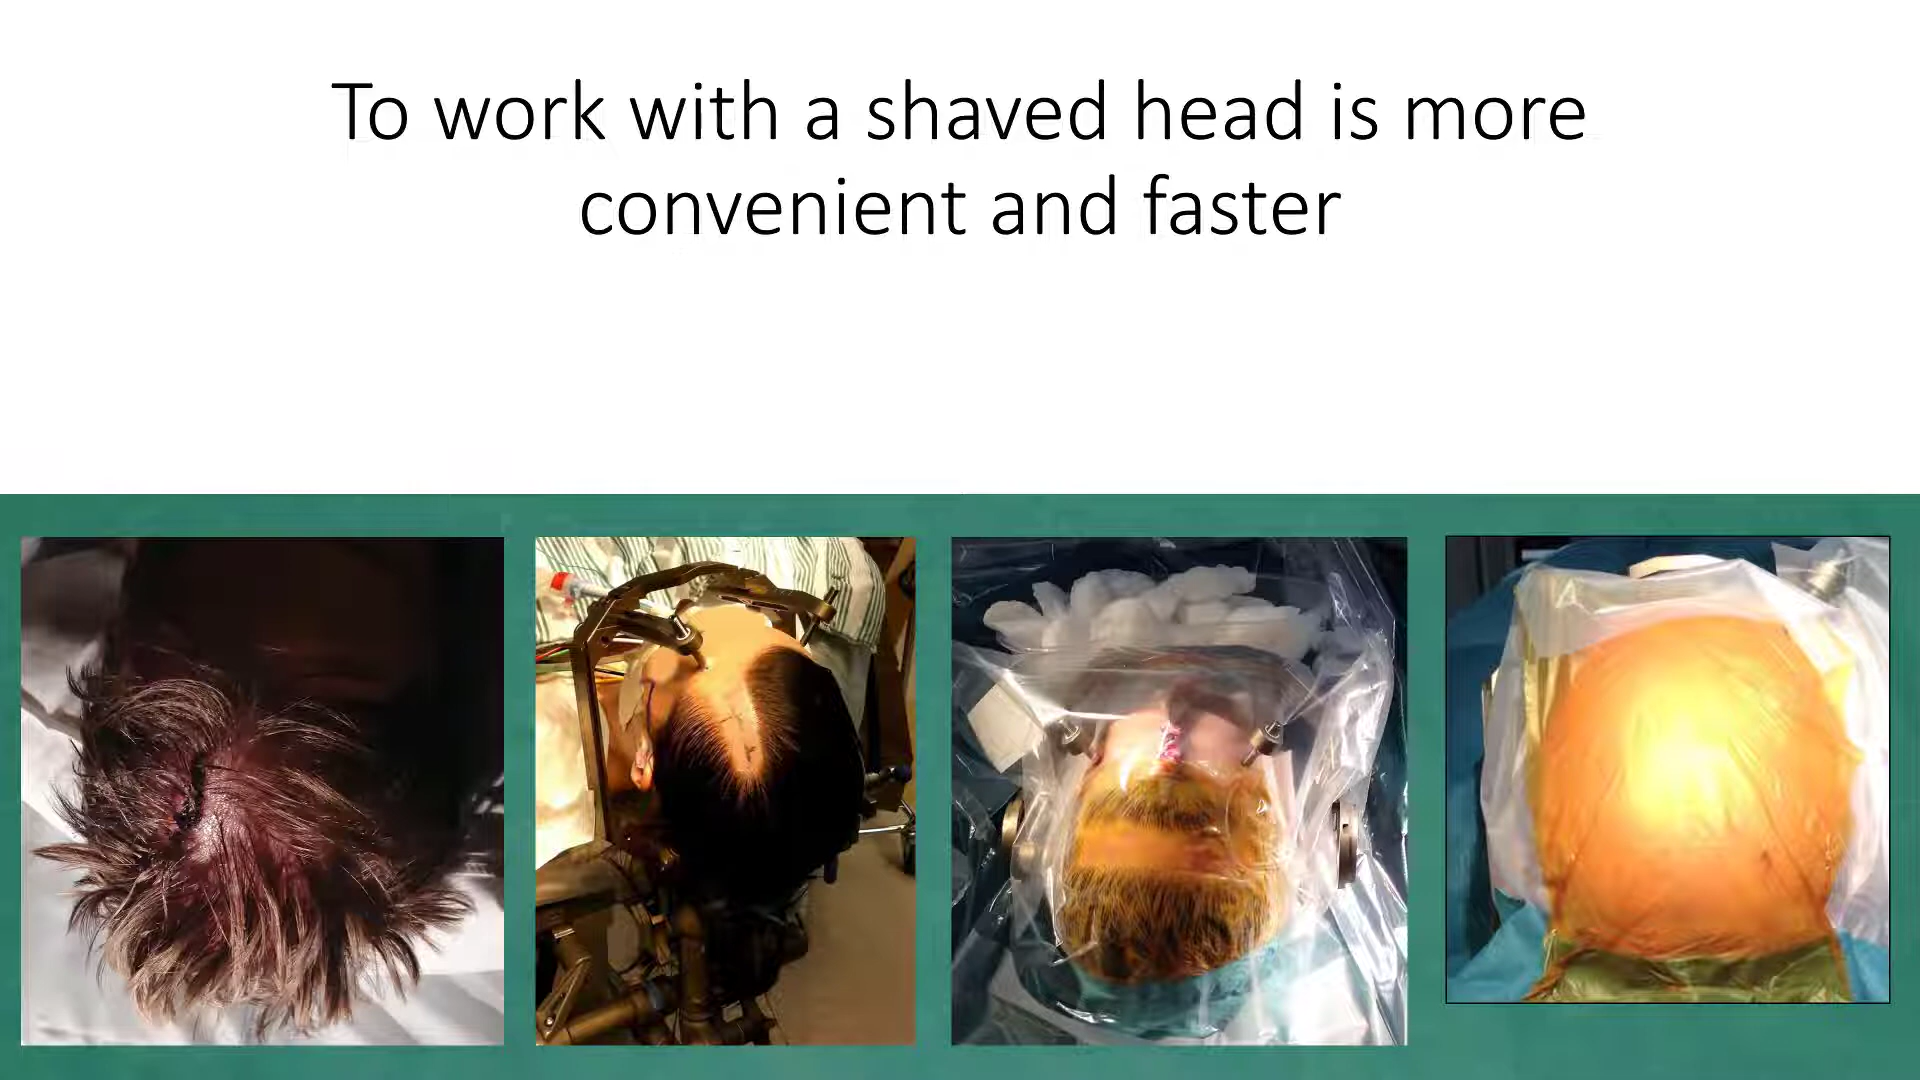 To work with a shaved head is more
convenient and faster